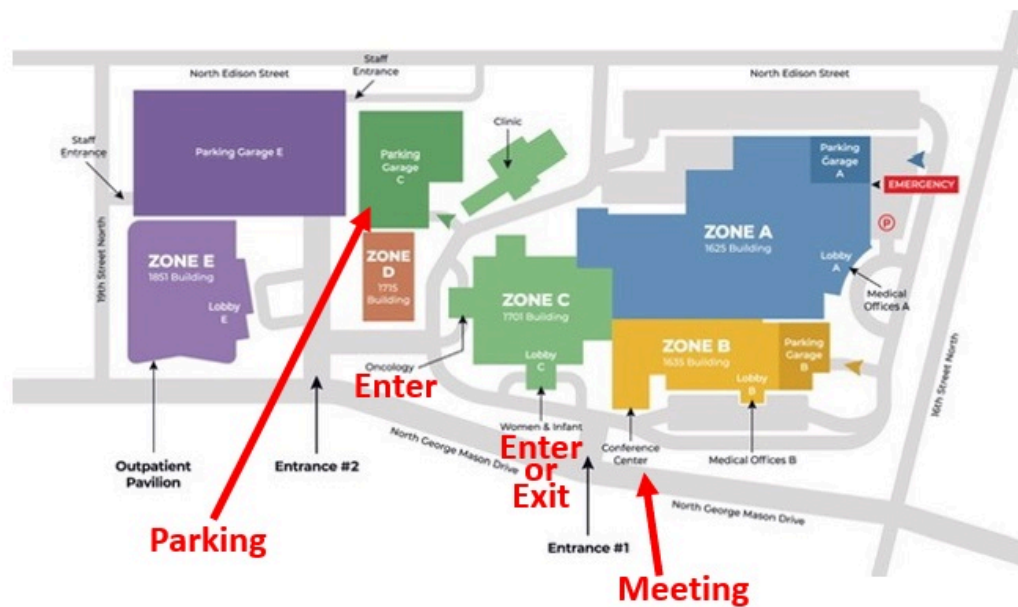 North Edison Street
Staff
Entrance
North Edison Street
Parking Garage E
Staff
Entrance
Parking
Garage
C
Clinic
Parking
Garage
A
EMERGENCY
P
ZONE A
1625 Building
ZONE E
1851 Building
Lobby
E
19th Street North
ZONE
D
1715
Building
ZONE C
1701 Building
Lobby
A
Medical
Offices A
ZONE B
1635 Building
Parking
Garage
B
Lobby
C
Lobby
B
16th Street North
Oncology
Enter
Women & Infant
Enter
or
Exit
Conference
Center
Medical Offices B
North George Mason Drive
Outpatient
Pavilion
Entrance #2
North George Mason Drive
Parking
Entrance #1
Meeting